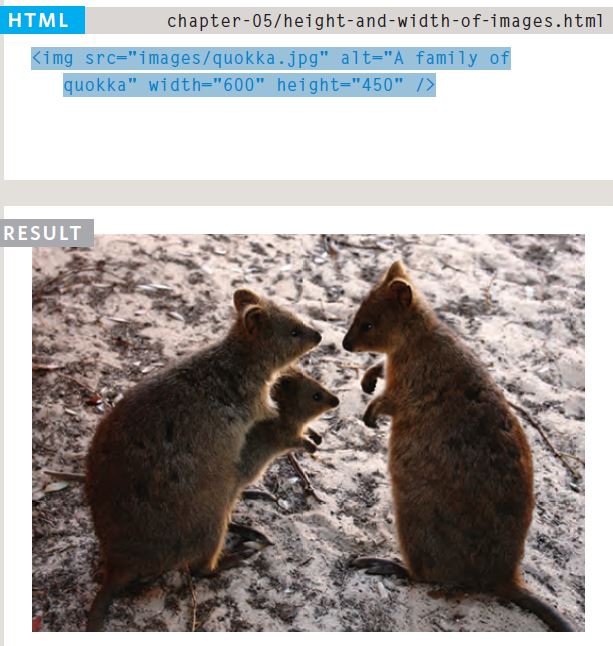 HTML
chapter-05/height-and-width-of-images.html
<img src="images/quokka.jpg" alt="A family of
quokka" width="600" height="450" />
RESULT